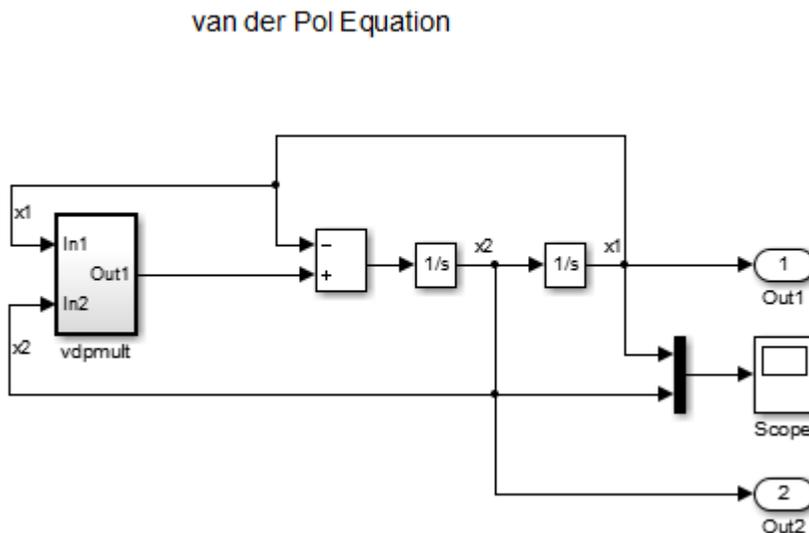 van der Pol Equation
x1
In1
Out1
In2
x2
vdpmult
−
+
1/s
x2
1/s
x1
1
Out1
Scope
2
Out2